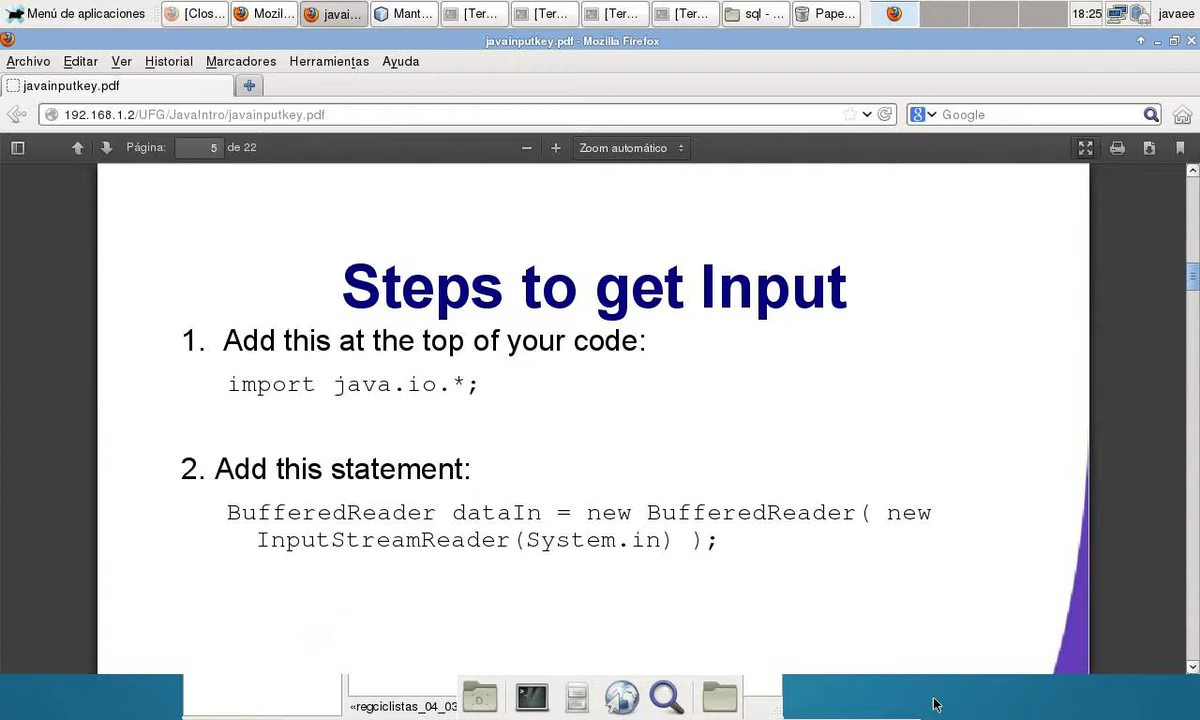 Menú de aplicaciones [Clos... Mozil... javai... Mant... [Ter... [Ter... [Ter... [Ter... sql - ... Pape... 18:25 javaee
javainputkey.pdf - Mozilla Firefox
Archivo Editar Ver Historial Marcadores Herramientas Ayuda
javainputkey.pdf
192.168.1.2/UFG/JavaIntro/javainputkey.pdf Google
Página: 5 de 22 Zoom automático
Steps to get Input
1. Add this at the top of your code:
import java.io.*;
2. Add this statement:
BufferedReader dataIn = new BufferedReader( new
InputStreamReader(System.in) );
«regciclistas_04_03